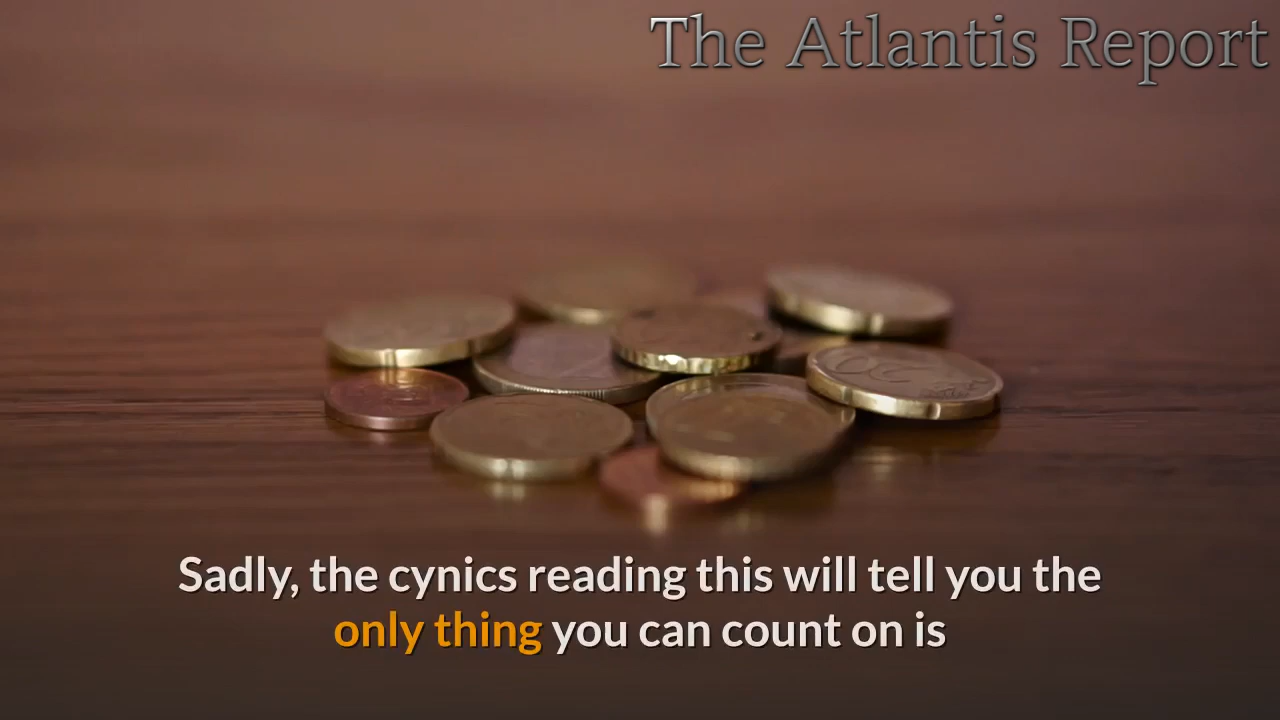 The Atlantis Report
20
Sadly, the cynics reading this will tell you the
only thing you can count on is